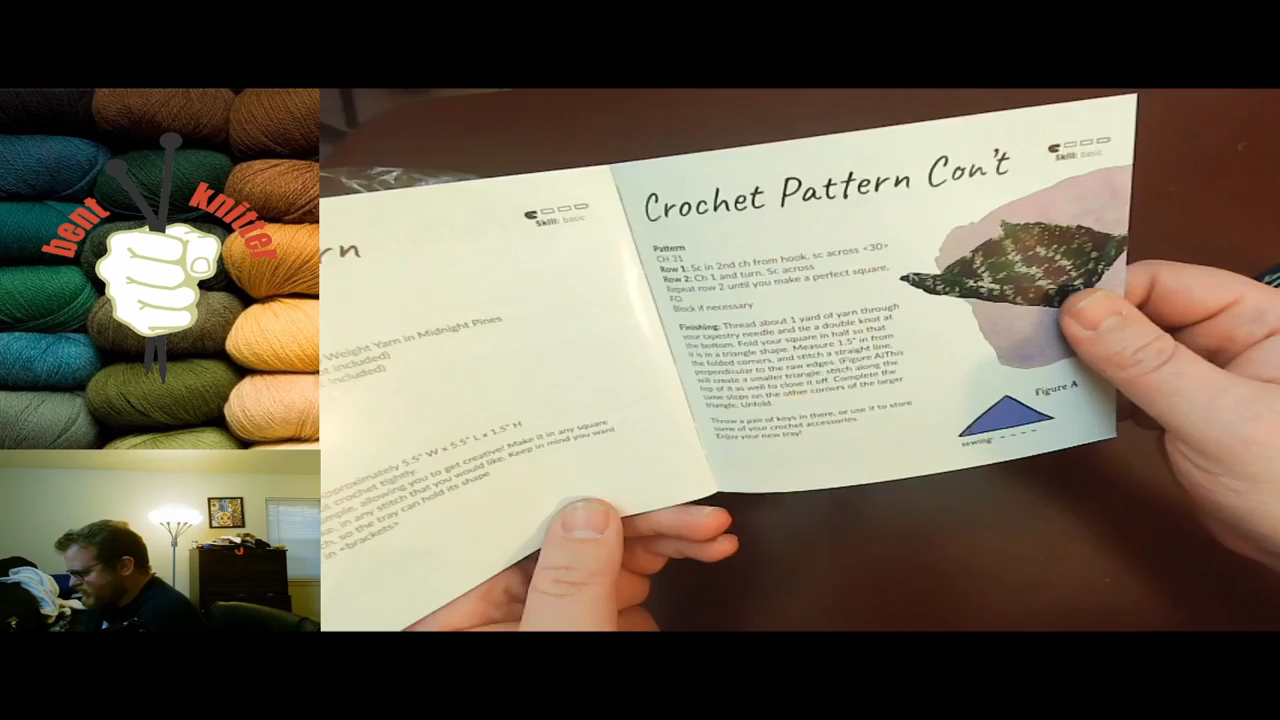 bent
knitter
rn
Skill: basic
Weight Yarn in Midnight Pines
Included)
approximately 5.5" W x 5.5" L x 1.5" H
crochet tightly.
simple, allowing you to get creative! Make it in any square
in any stitch that you would like. Keep in mind you want
so the tray can hold its shape
in <brackets>
Crochet Pattern Con't
Skill: basic
Pattern
CH 31
Row 1: Sc in 2nd ch from hook, sc across <30>
Row 2: Ch 1 and turn. Sc across
Repeat row 2 until you make a perfect square,
FO.
Block if necessary
Finishing: Thread about 1 yard of yarn through
your tapestry needle and tie a double knot at
the bottom. Fold your square in half so that
it is in a triangle shape. Measure 1.5" in from
the folded corners, and stitch a straight line,
perpendicular to the raw edges. (Figure A)This
will create a smaller triangle; stitch along the
top of it as well to close it off. Complete the
same steps on the other corners of the larger
triangle. Unfold.
Throw a pair of keys in there, or use it to store
some of your crochet accessories.
Enjoy your new tray!
Figure A
sewing- - - - -